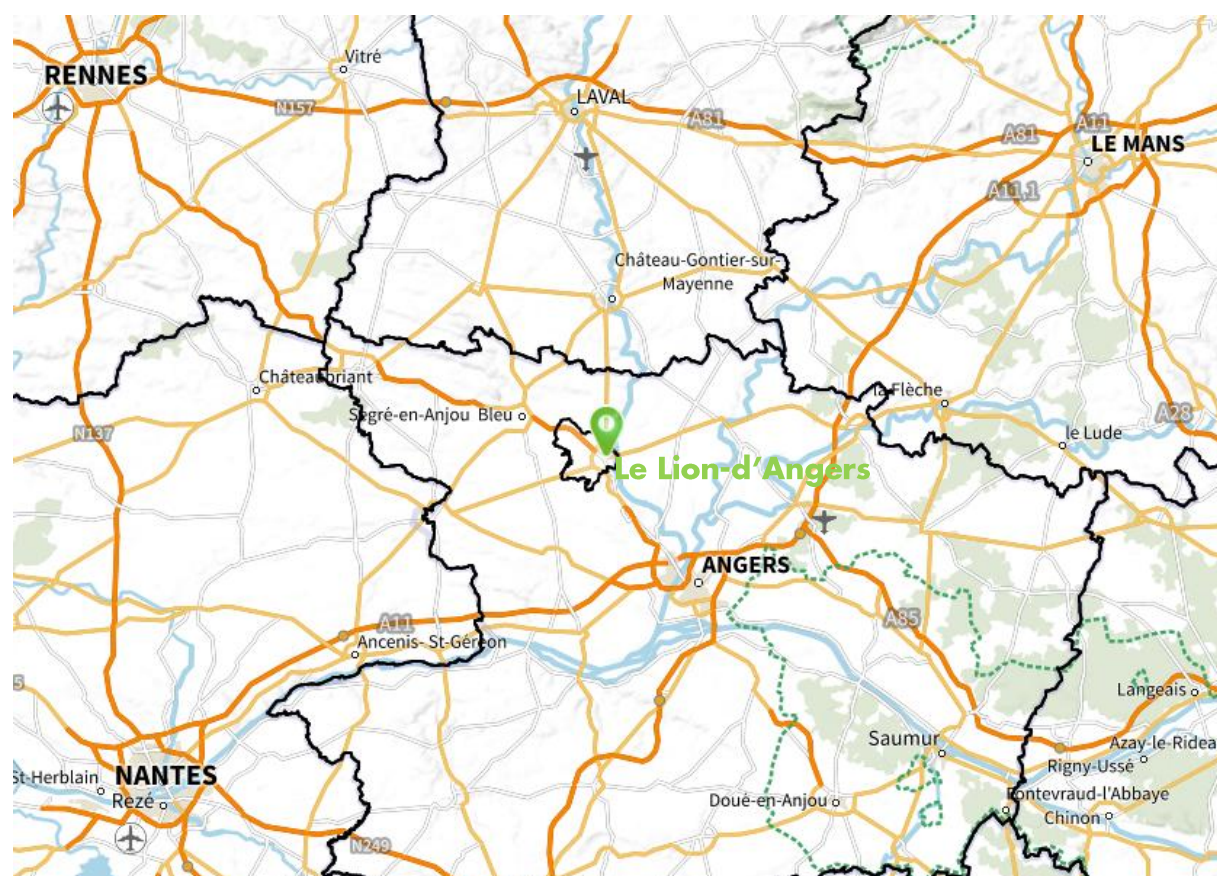 Vitré
RENNES
LAVAL
N157
A81
A81
A11
LE MANS
A11,1
Château-Gontier-sur-
Mayenne
Châteaubriant
Segré-en-Anjou Bleu
la Flèche
A28
N137
le Lude
Le Lion-d'Angers
ANGERS
A11
A85
Ancenis- St-Géréon
Langeais
5
Saumur
Azay-le-Ridea
St-Herblain
NANTES
Rigny-Ussé
Rezé
Doué-en-Anjou
Fontevraud-l'Abbaye
Chinon
N249